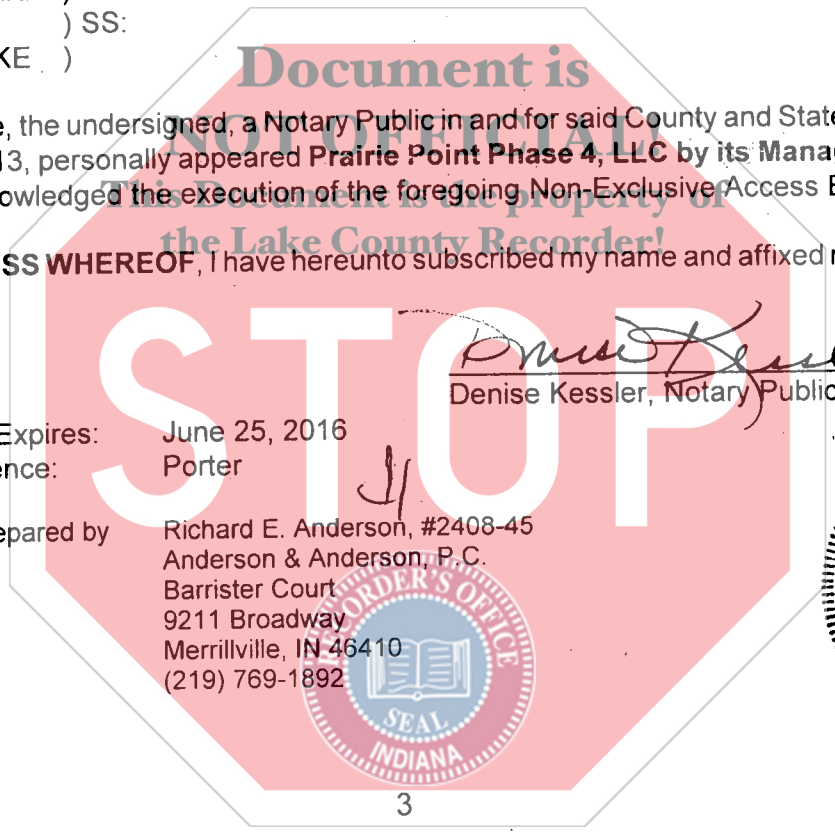 ) SS:
KE )
Document is
e, the undersigned, a Notary Public in and for said County and State
NOT OFFICIAL!
13, personally appeared Prairie Point Phase 4, LLC by its Mana
This Document is the property of
owledged the execution of the foregoing Non-Exclusive Access E
the Lake County Recorder!
SS WHEREOF, I have hereunto subscribed my name and affixed
STOP
Denise Kessler
Denise Kessler, Notary Public
Expires: June 25, 2016
ence: Porter
epared by Richard E. Anderson, #2408-45
Anderson & Anderson, P.C.
Barrister Court
9211 Broadway
Merrillville, IN 46410
(219) 769-1892
RECORDER'S OFFICE
SEAL
INDIANA
3